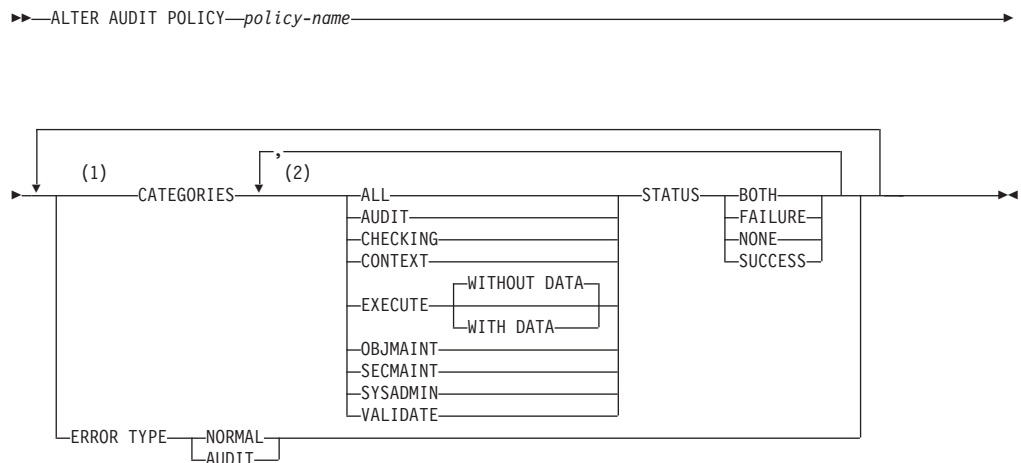 ALTER AUDIT POLICY policy-name
,
(1) (2)
CATEGORIES ALL STATUS BOTH
AUDIT FAILURE
CHECKING NONE
CONTEXT SUCCESS
WITHOUT DATA
EXECUTE
WITH DATA
OBJMAINT
SECMAINT
SYSADMIN
VALIDATE
ERROR TYPE NORMAL
AUDIT